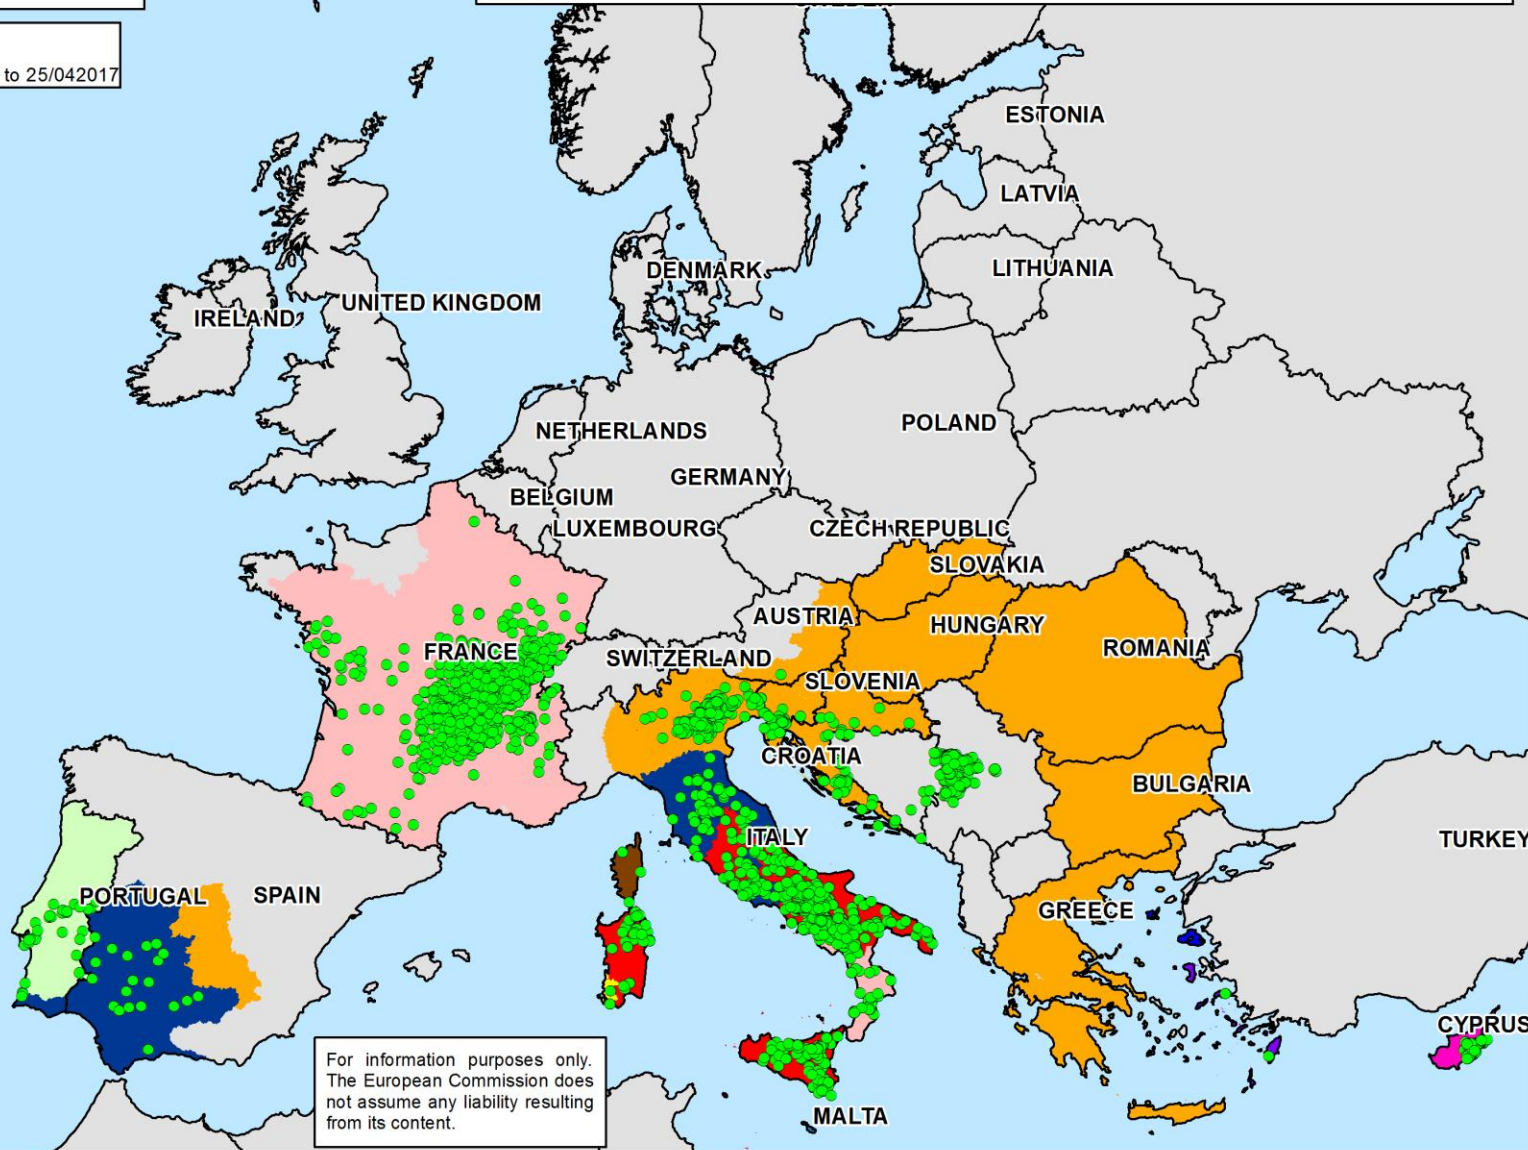 to 25/042017
ESTONIA
LATVIA
LITHUANIA
DENMARK
UNITED KINGDOM
IRELAND
POLAND
NETHERLANDS
GERMANY
BELGIUM
LUXEMBOURG
CZECH REPUBLIC
SLOVAKIA
AUSTRIA
HUNGARY
FRANCE
SWITZERLAND
ROMANIA
SLOVENIA
CROATIA
BULGARIA
ITALY
TURKEY
PORTUGAL
SPAIN
GREECE
CYPRUS
For information purposes only.
The European Commission does
not assume any liability resulting
from its content.
MALTA